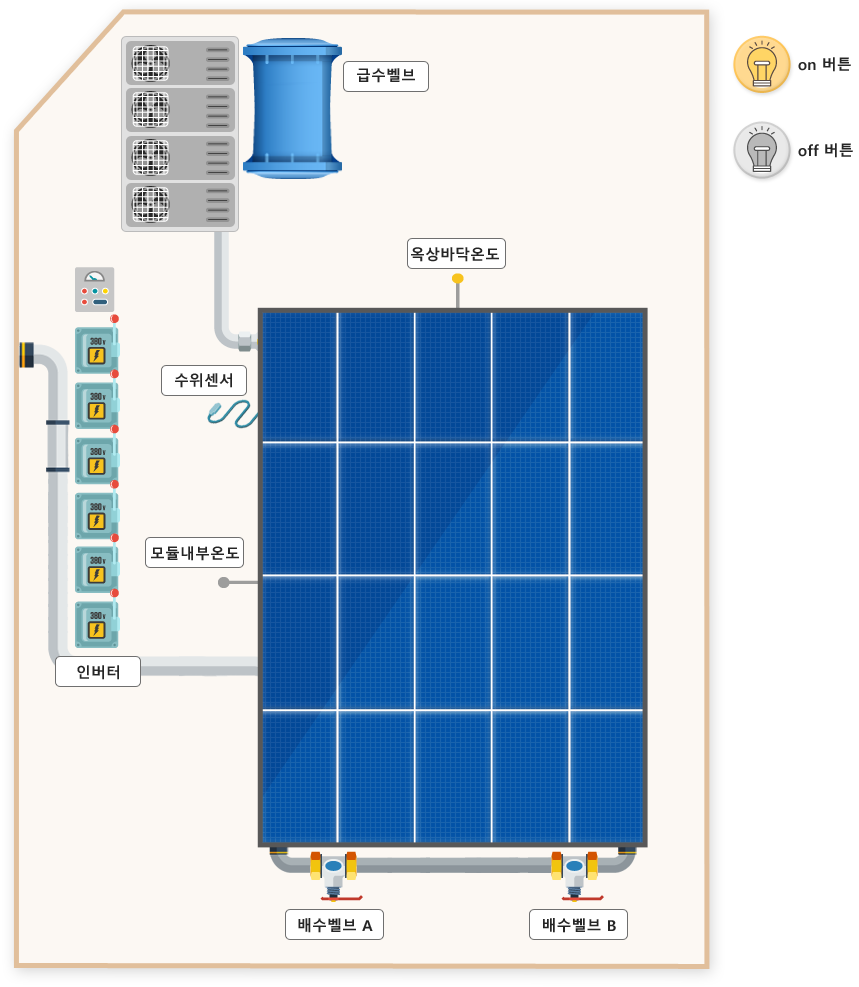 급수벨브
on 버튼
off 버튼
옥상바닥온도
380v
수위센서
380v
380v
380v
모듈내부온도
380v
380v
인버터
배수벨브 A
배수벨브 B